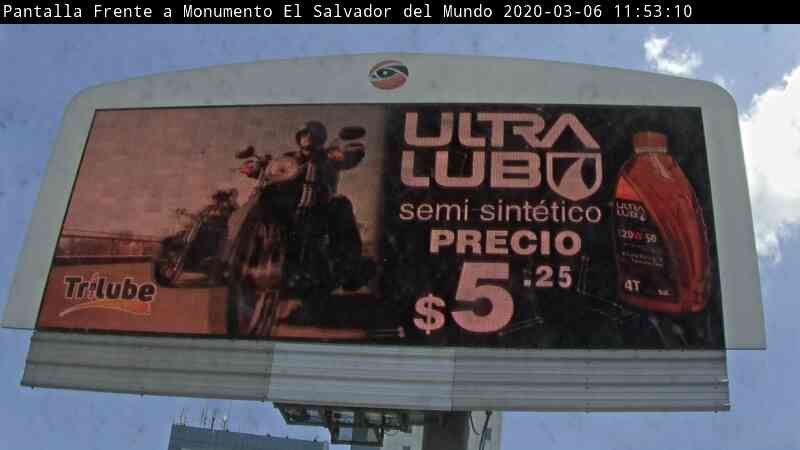 Pantalla Frente a Monumento El Salvador del Mundo 2020-03-06 11:53:10
ULTRA
LUB
semi-sintético
PRECIO
$5.25
Trilube
ULTRA
LUB
20W50
4T